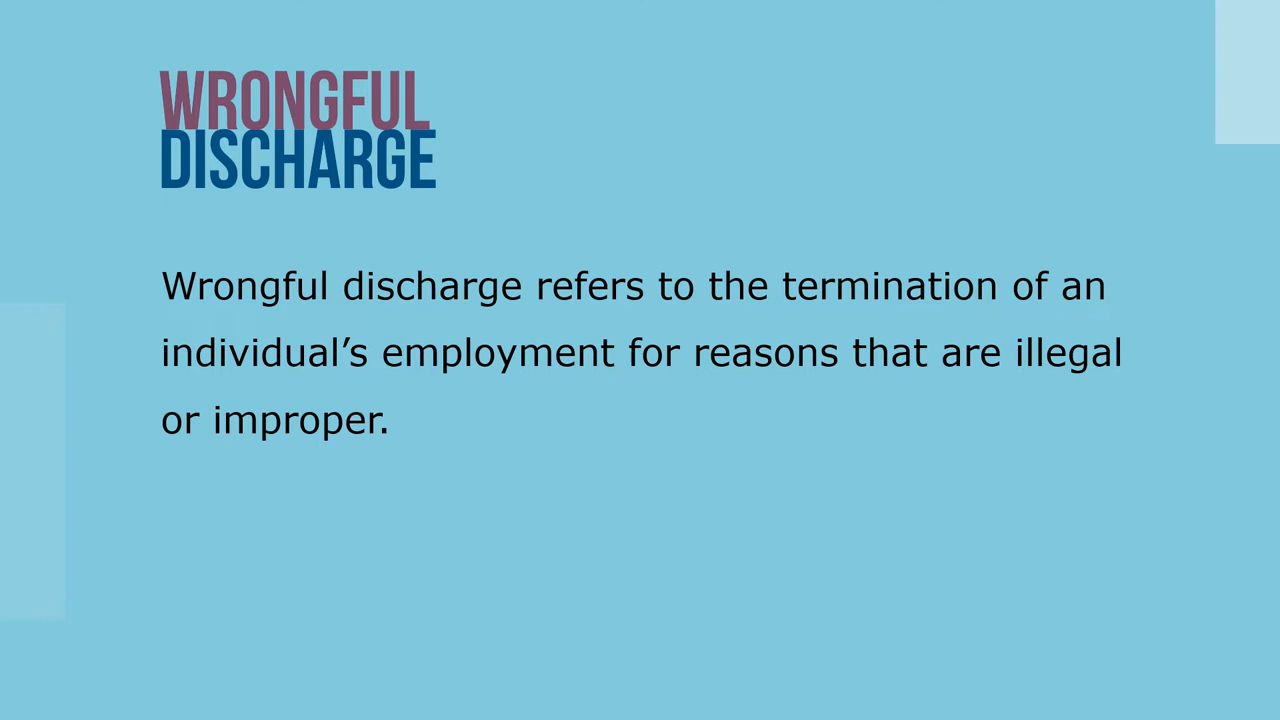 WRONGFUL
DISCHARGE
Wrongful discharge refers to the termination of an
individual’s employment for reasons that are illegal
or improper.